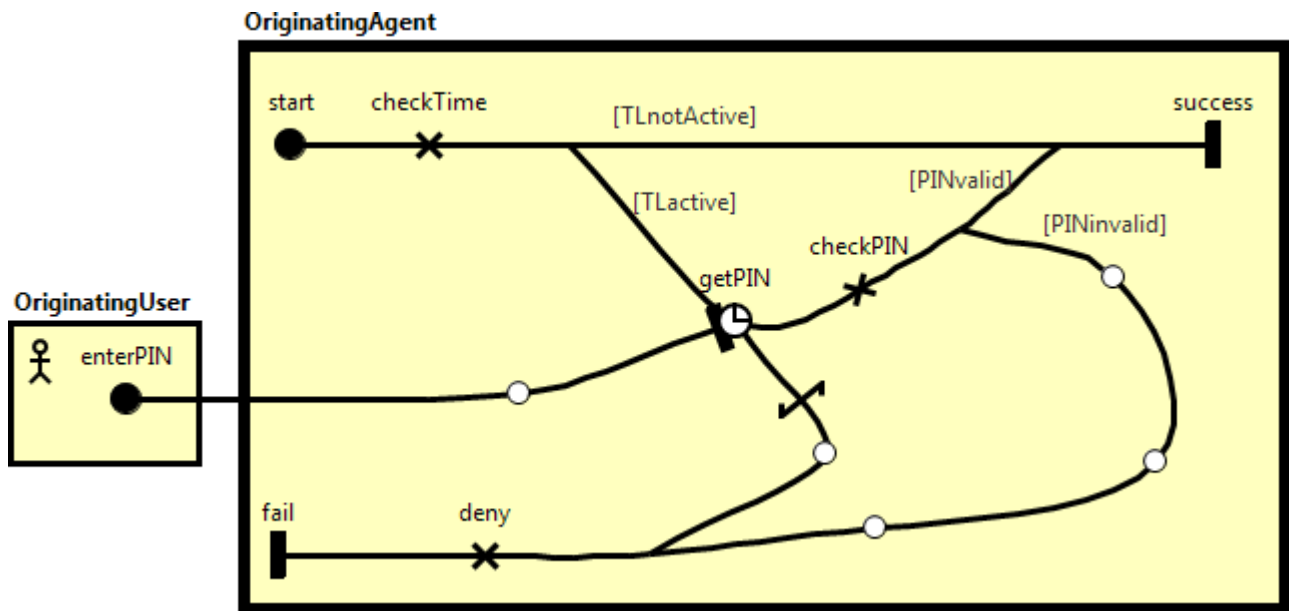 OriginatingAgent
start
checkTime
[TLnotActive]
success
[TLactive]
[PINvalid]
[PINinvalid]
checkPIN
getPIN
OriginatingUser
enterPIN
fail
deny